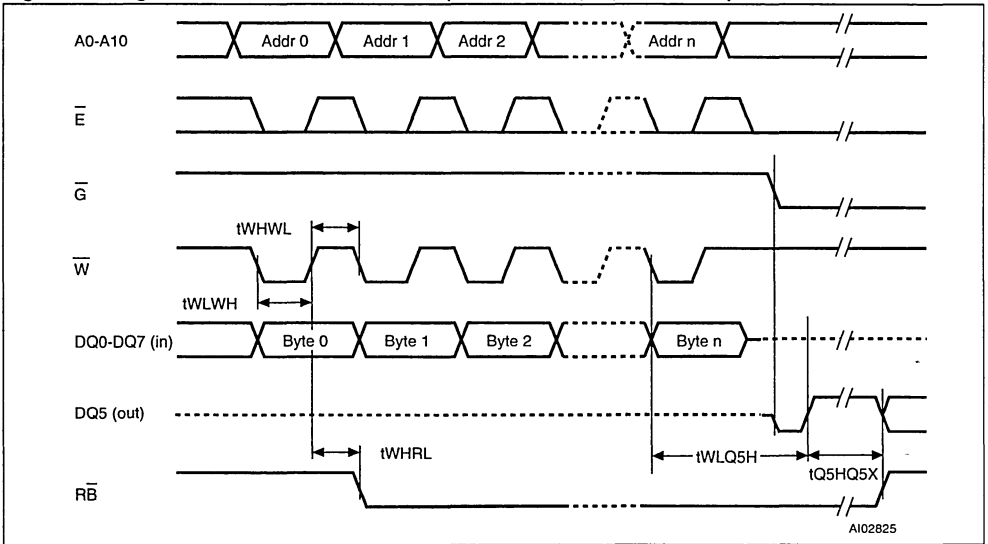 A0-A10 Addr 0 Addr 1 Addr 2 Addr n
E̅
G̅
tWHWL
W̅
tWLWH
DQ0-DQ7 (in) Byte 0 Byte 1 Byte 2 Byte n
DQ5 (out)
tWHRL tWLQ5H
tQ5HQ5X
RB̅
AI02825